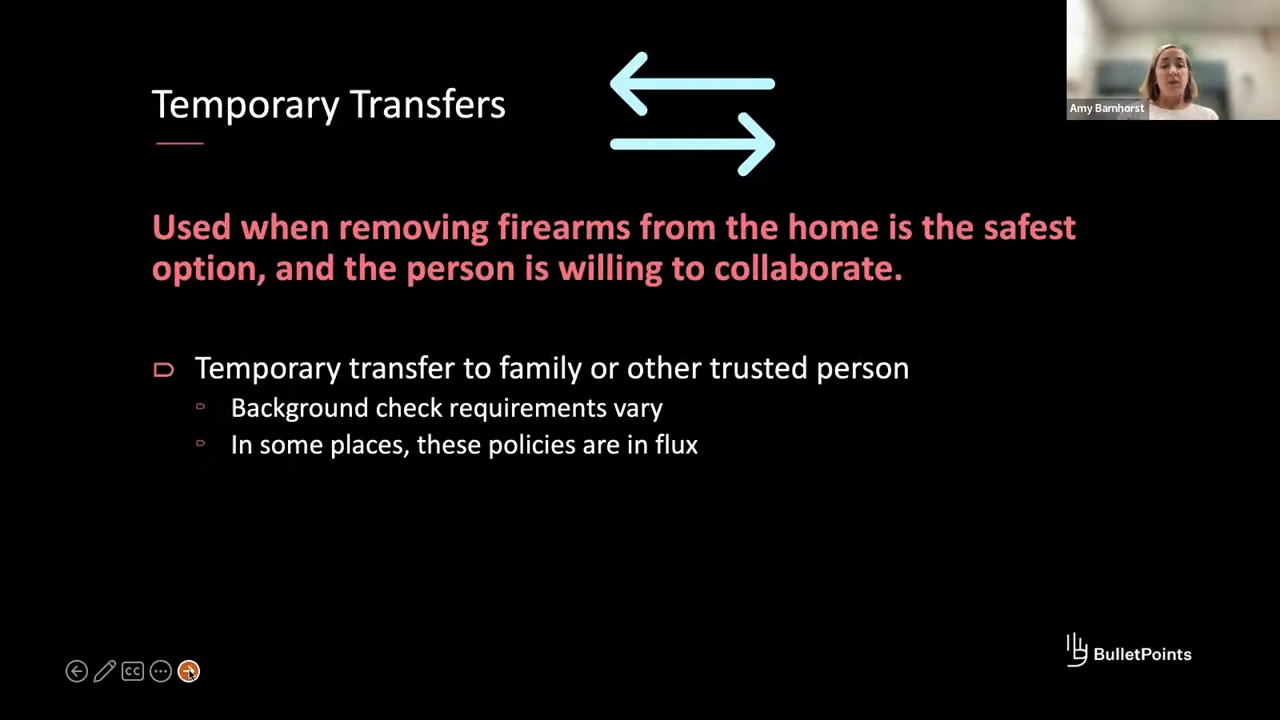 Temporary Transfers
Amy Barnhorst
Used when removing firearms from the home is the safest
option, and the person is willing to collaborate.
Temporary transfer to family or other trusted person
Background check requirements vary
In some places, these policies are in flux
CC
BulletPoints